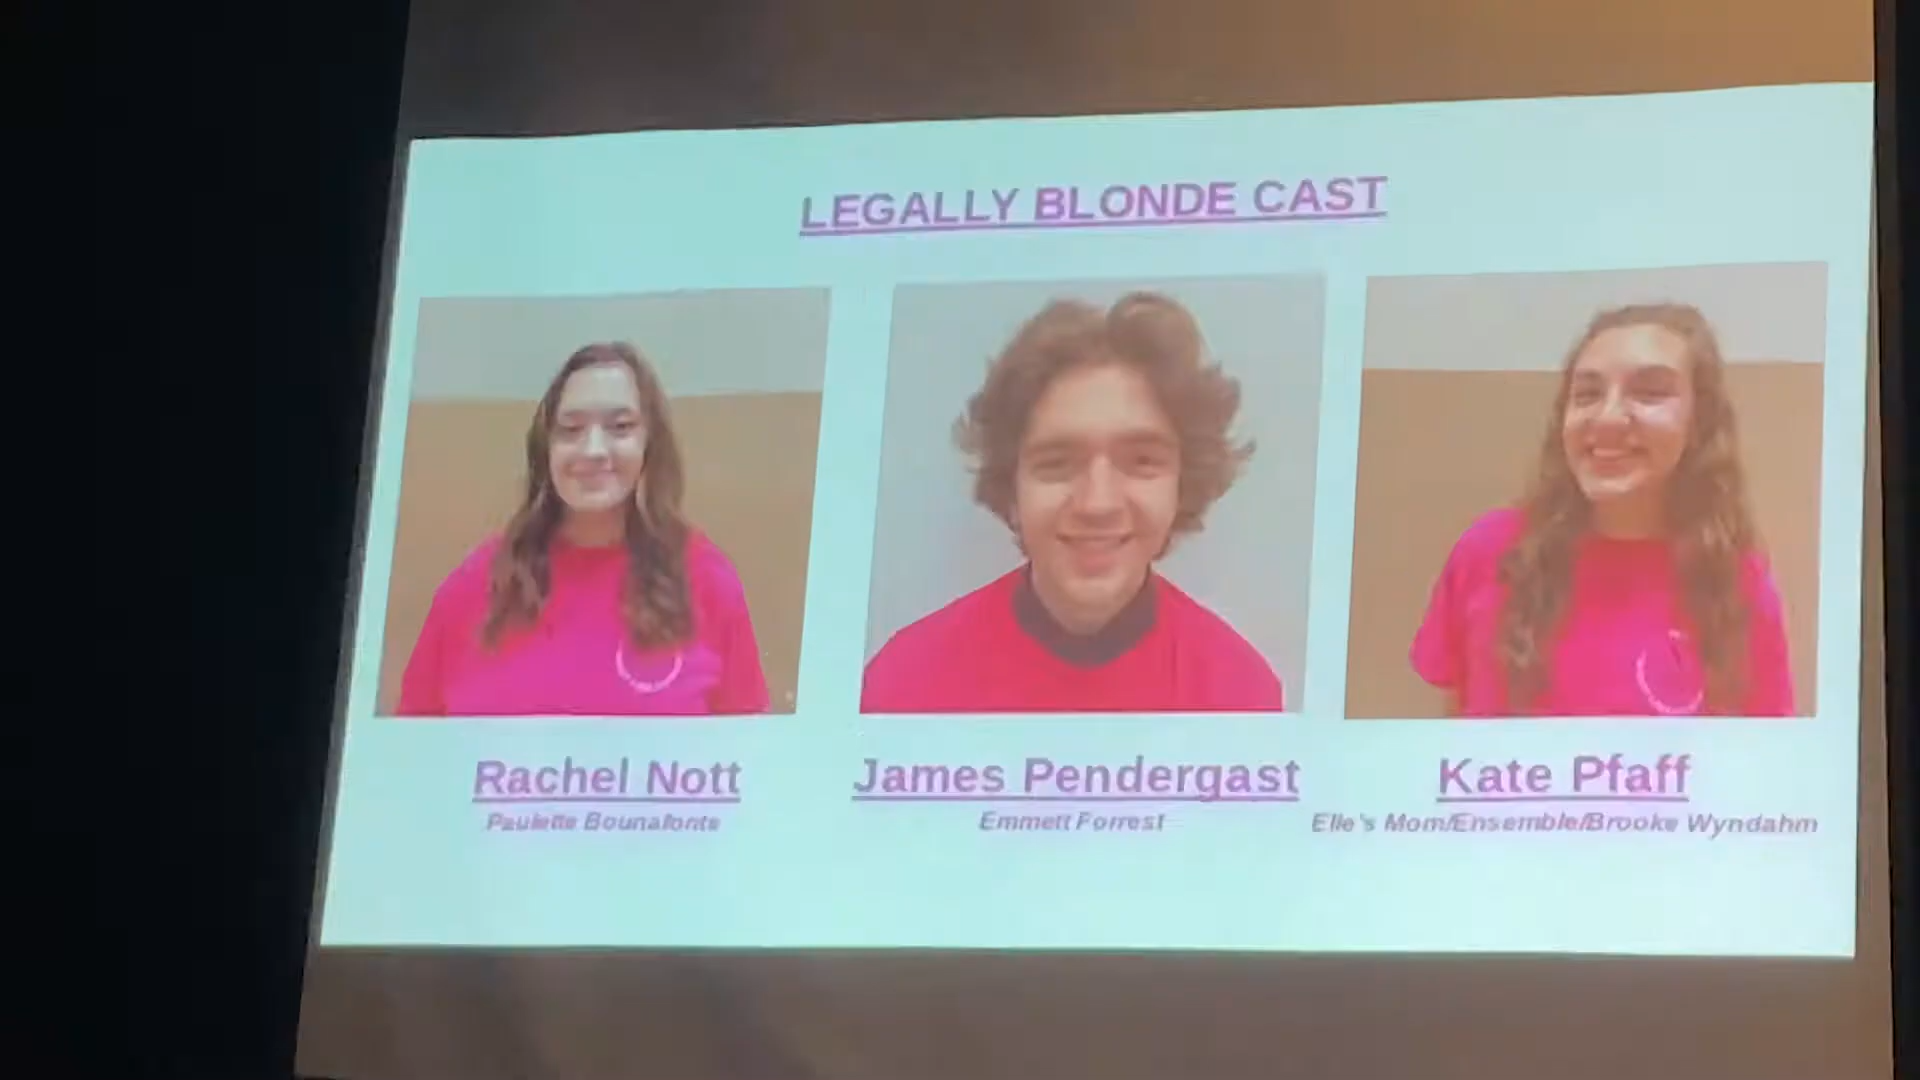 LEGALLY BLONDE CAST
Rachel Nott
Paulette Bounafonte
James Pendergast
Emmett Forrest
Kate Pfaff
Elle's Mom/Ensemble/Brooke Wyndahm